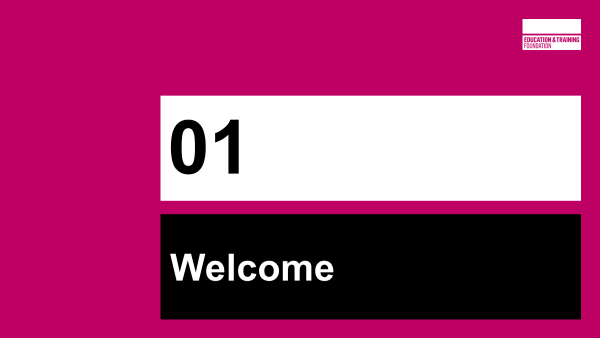 EDUCATION & TRAINING
FOUNDATION
01
Welcome